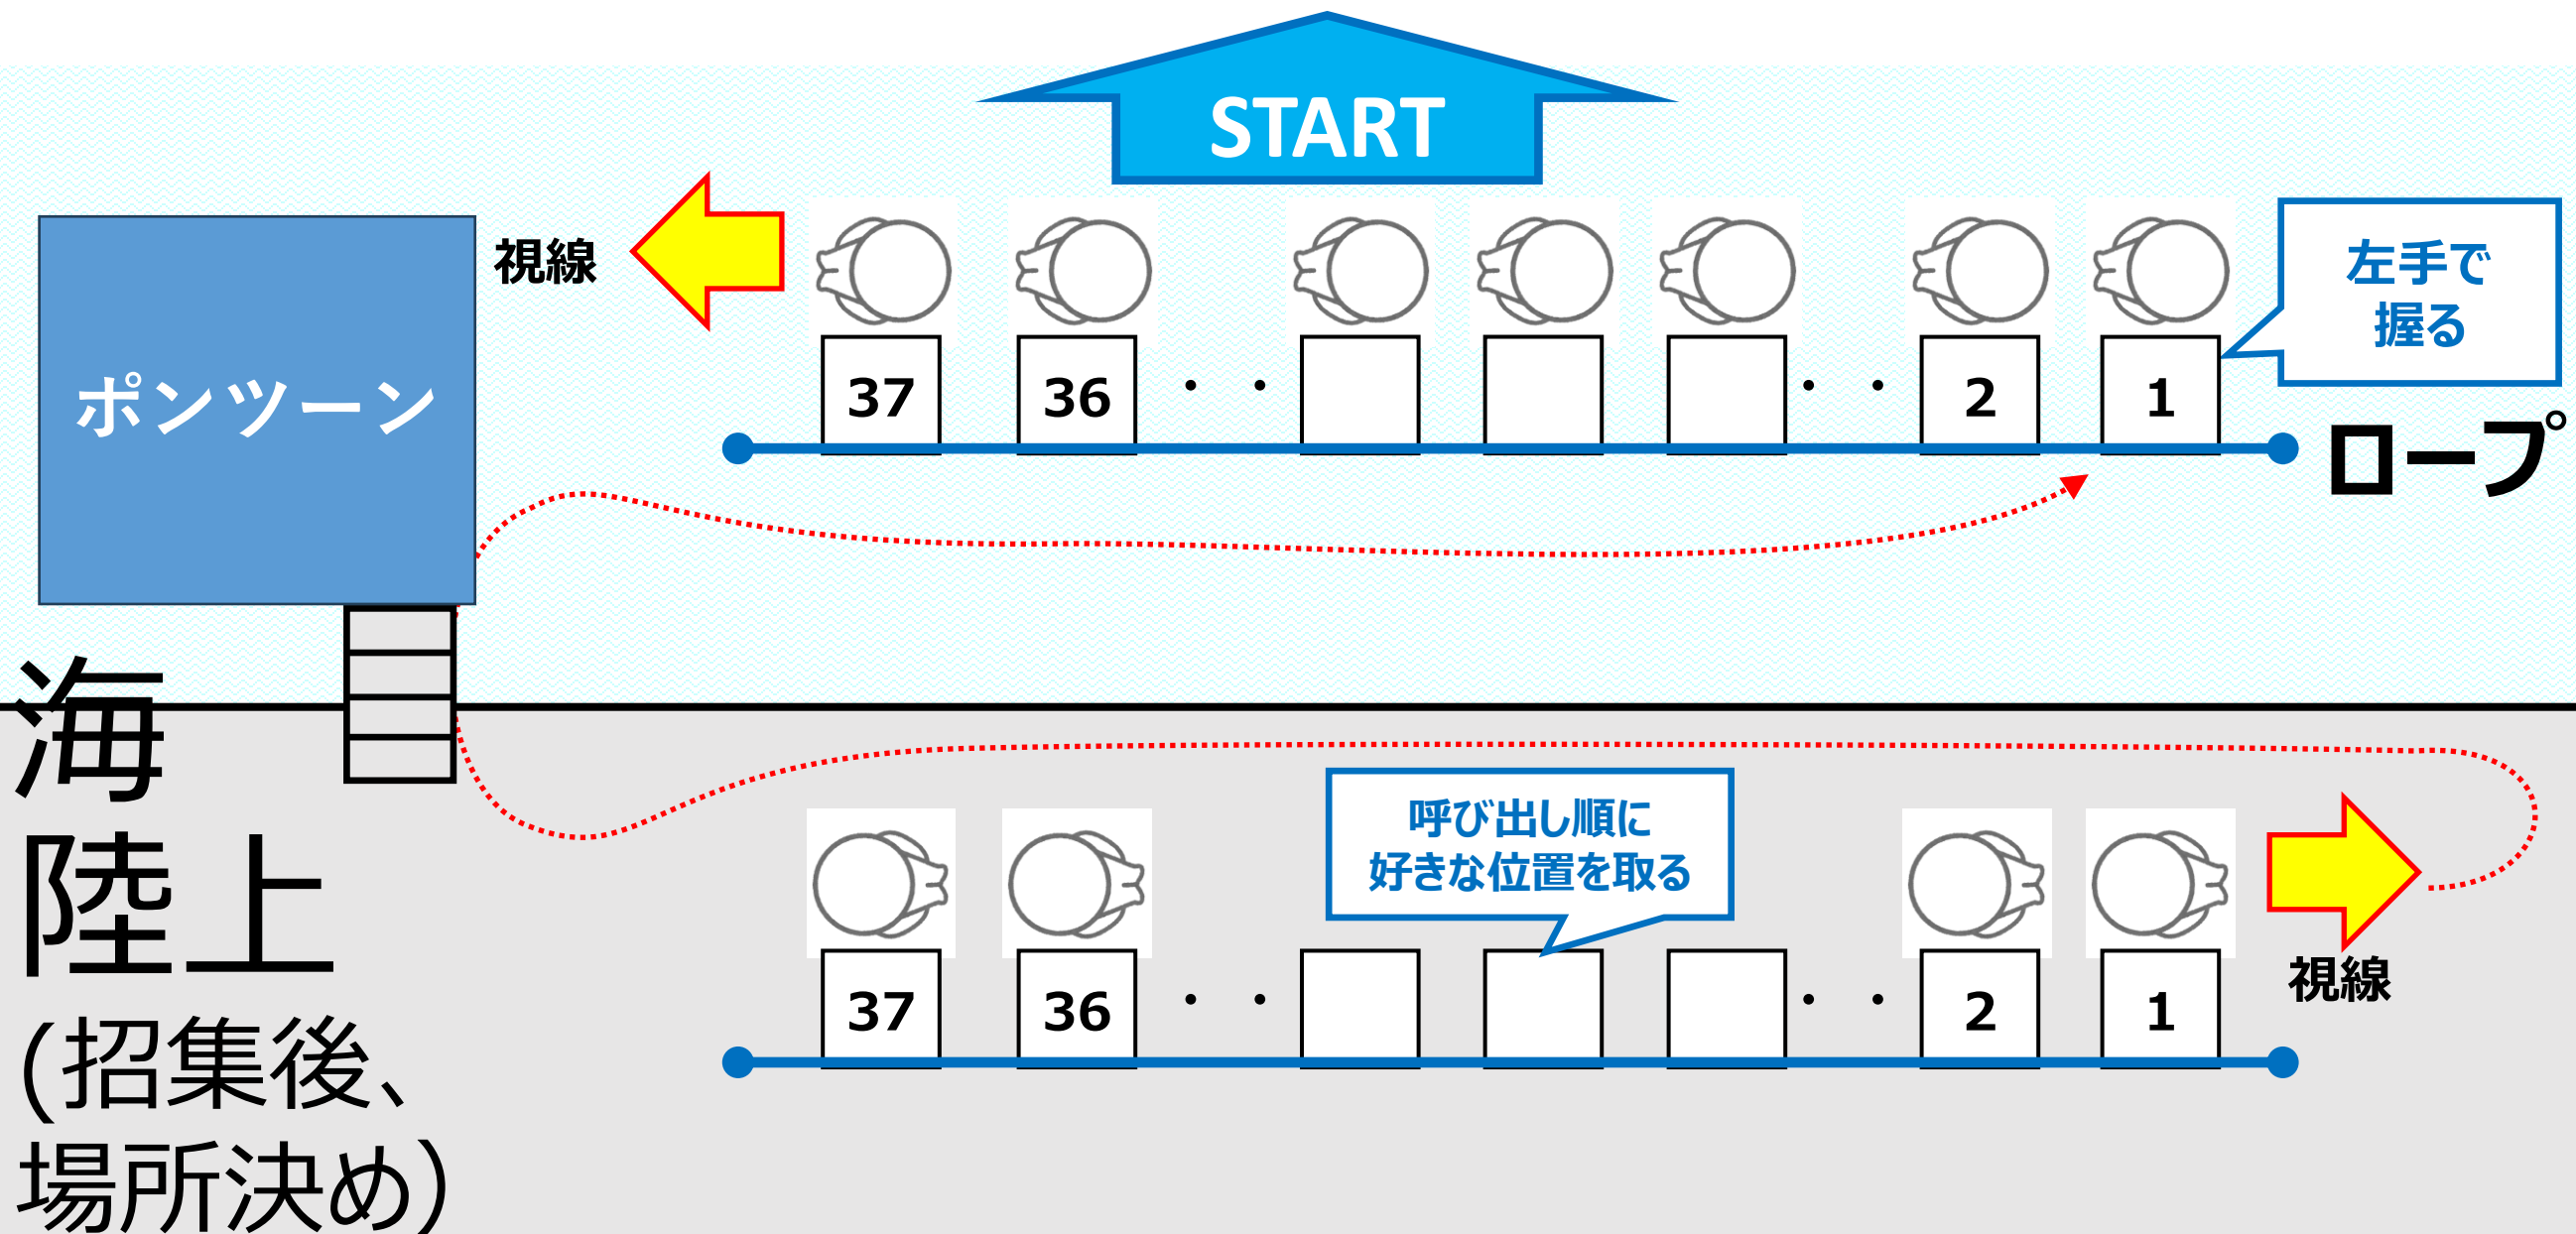 START
視線
左手で
握る
ポンツーン
37
36
・・
・・
2
1
ロープ
海
呼び出し順に
好きな位置を取る
陸上
視線
37
36
・・
・・
2
1
(招集後、
場所決め)